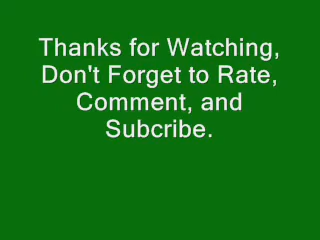 Thanks for Watching,
Don't Forget to Rate,
Comment, and
Subcribe.